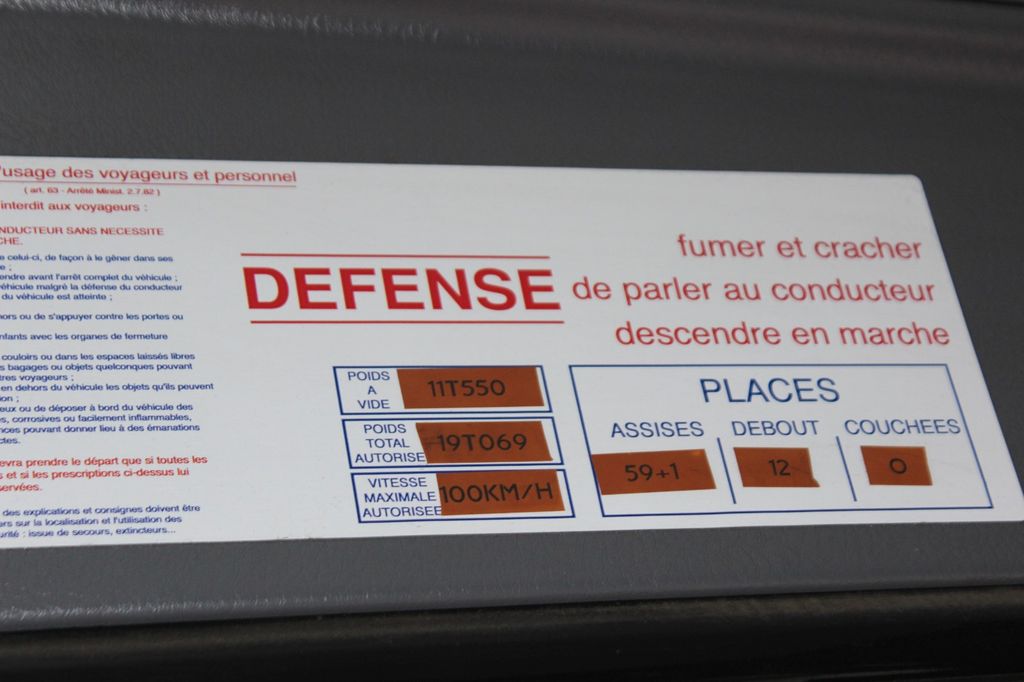 'usage des voyageurs et personnel
( art. 63 - Arrêté Minist. 2.7.82 )
interdit aux voyageurs :
NDUCTEUR SANS NECESSITE
CHE.
celui-ci, de façon à le gêner dans ses
e ;
endre avant l'arrêt complet du véhicule ;
véhicule malgré la défense du conducteur
du véhicule est atteinte ;
hors ou de s'appuyer contre les portes ou
nfants avec les organes de fermeture
couloirs ou dans les espaces laissés libres
s bagages ou objets quelconques pouvant
tres voyageurs ;
en dehors du véhicule les objets qu'ils peuvent
ion ;
eux ou de déposer à bord du véhicule des
es, corrosives ou facilement inflammables,
nces pouvant donner lieu à des émanations
ctes.
evra prendre le départ que si toutes les
s et si les prescriptions ci-dessus lui
servées.
des explications et consignes doivent être
ers sur la localisation et l'utilisation des
urité : issue de secours, extincteurs...
DEFENSE
fumer et cracher
de parler au conducteur
descendre en marche
POIDS
A
VIDE
11T550
POIDS
TOTAL
AUTORISE
19T069
VITESSE
MAXIMALE
AUTORISEE
100KM/H
PLACES
ASSISES DEBOUT COUCHEES
59+1 12 0